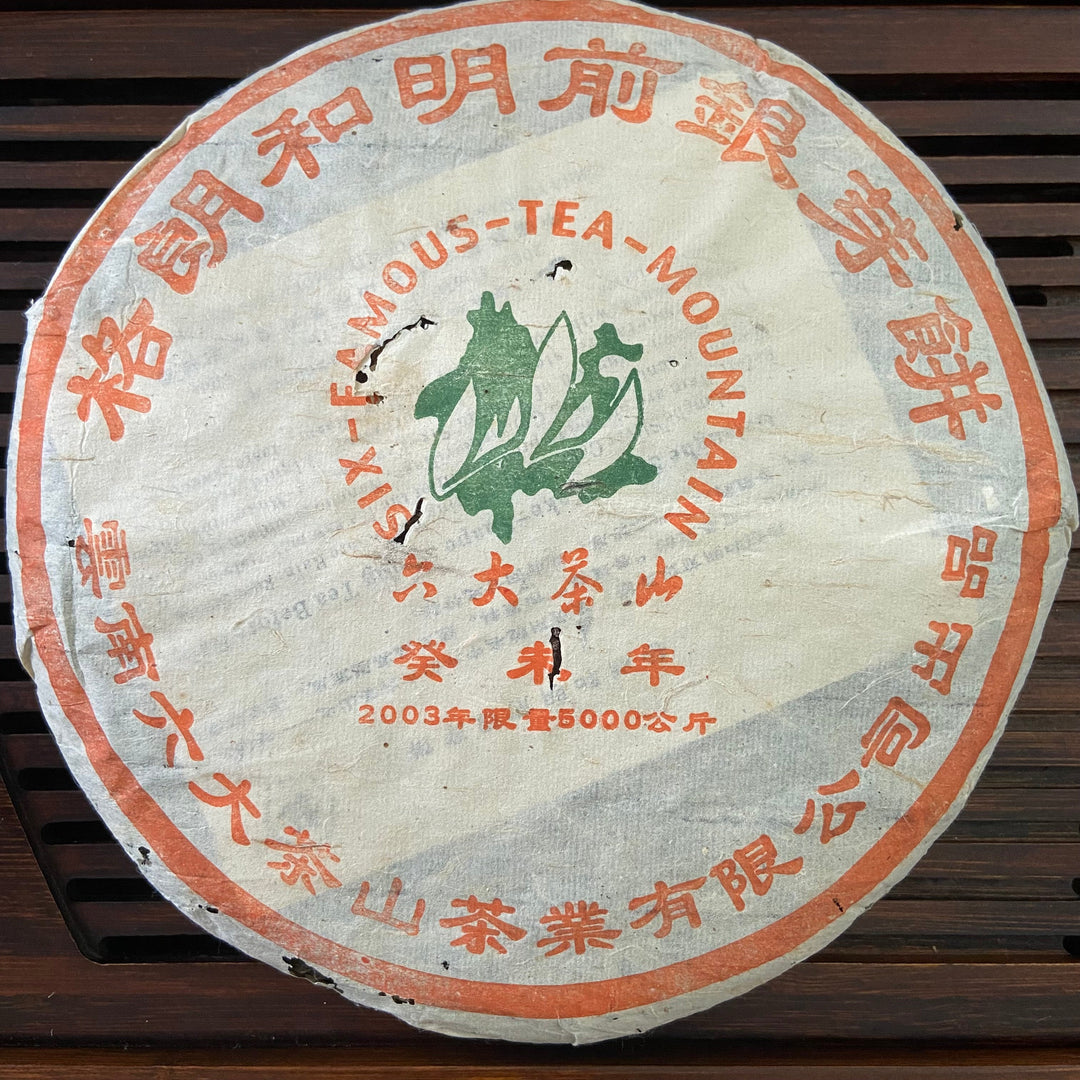 格朗和明前銀芽餅
SIX-FAMOUS-TEA-MOUNTAIN
六大茶山
癸未年
2003年限量5000公斤
雲南六大茶山茶業有限公司出品